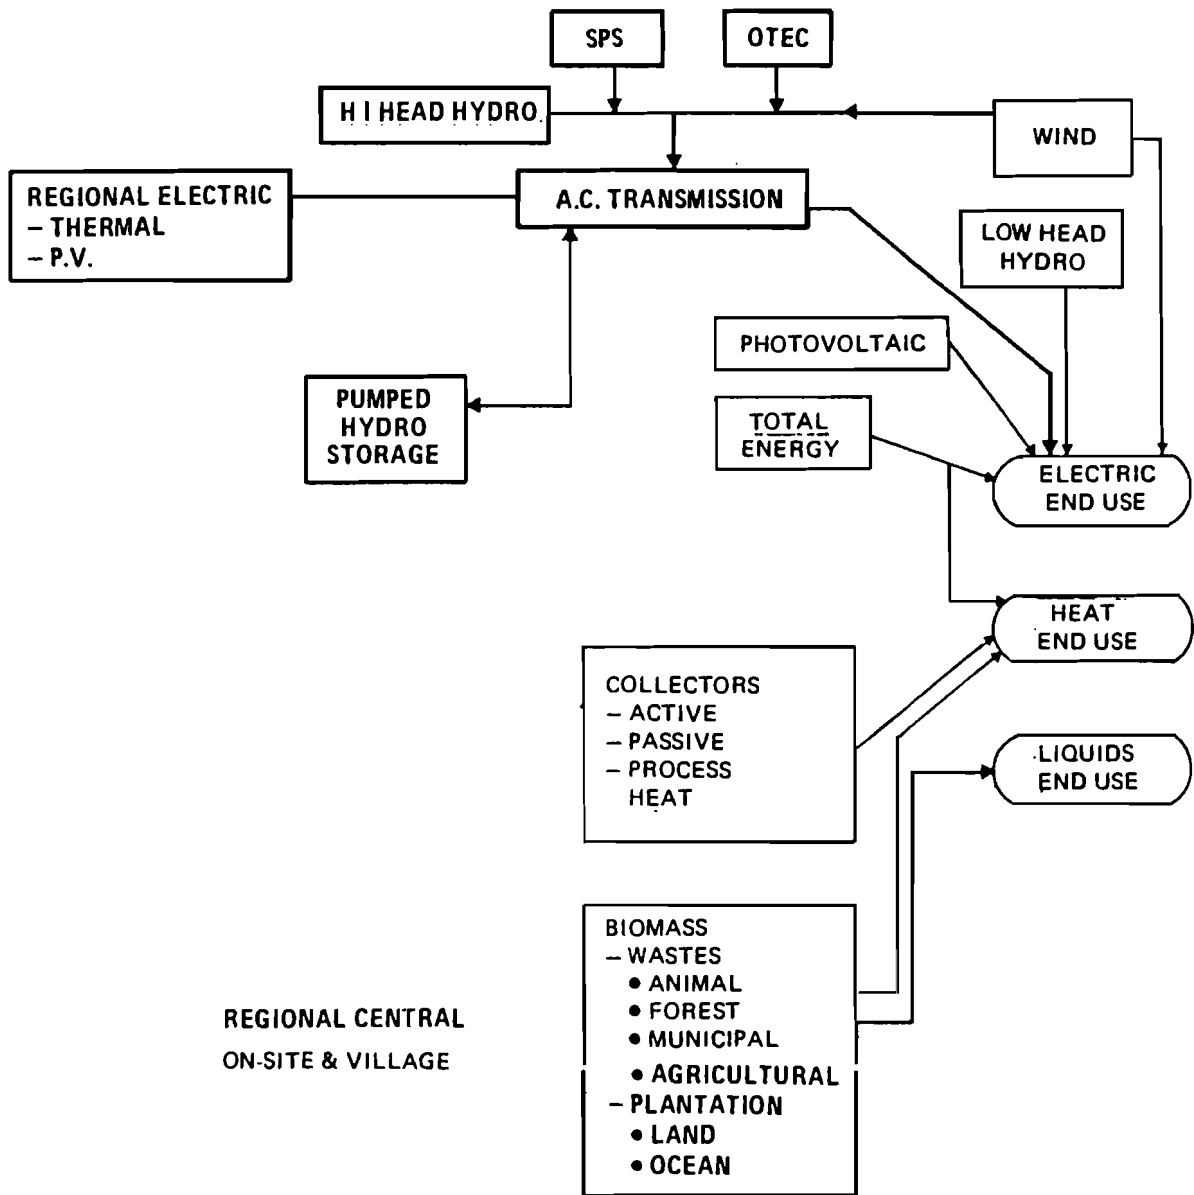 SPS
OTEC
HI HEAD HYDRO
WIND
REGIONAL ELECTRIC
– THERMAL
– P.V.
A.C. TRANSMISSION
LOW HEAD
HYDRO
PHOTOVOLTAIC
PUMPED
HYDRO
STORAGE
TOTAL
ENERGY
ELECTRIC
END USE
HEAT
END USE
COLLECTORS
– ACTIVE
– PASSIVE
– PROCESS
HEAT
LIQUIDS
END USE
BIOMASS
– WASTES
• ANIMAL
• FOREST
• MUNICIPAL
• AGRICULTURAL
– PLANTATION
• LAND
• OCEAN
REGIONAL CENTRAL
ON-SITE & VILLAGE